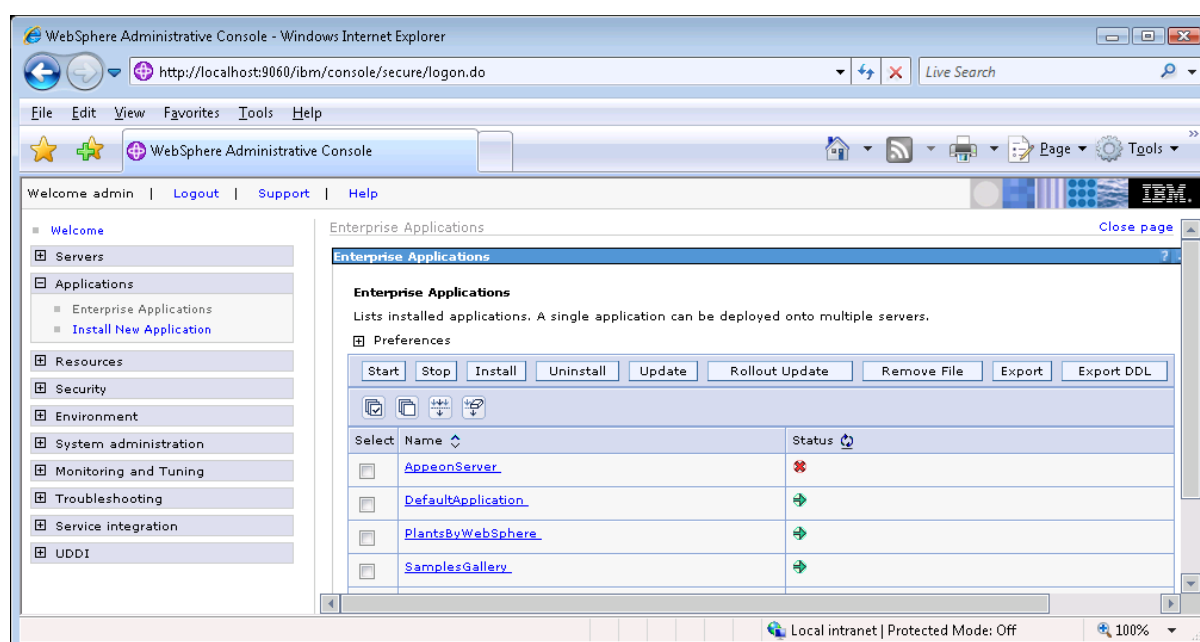 WebSphere Administrative Console - Windows Internet Explorer
http://localhost:9060/ibm/console/secure/logon.do
Live Search
File Edit View Favorites Tools Help
WebSphere Administrative Console
Page Tools »
Welcome admin | Logout | Support | Help
IBM.
Welcome
Servers
Applications
Enterprise Applications
Install New Application
Resources
Security
Environment
System administration
Monitoring and Tuning
Troubleshooting
Service integration
UDDI
Enterprise Applications Close page
Enterprise Applications ? -
Enterprise Applications
Lists installed applications. A single application can be deployed onto multiple servers.
Preferences
Start Stop Install Uninstall Update Rollout Update Remove File Export Export DDL
Select Name Status
AppeonServer
DefaultApplication
PlantsByWebSphere
SamplesGallery
Local intranet | Protected Mode: Off 100%